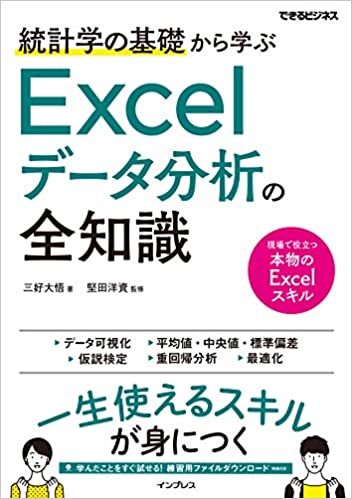 できるビジネス
統計学の基礎から学ぶ
Excel
データ分析の
全知識
三好大悟 著 堅田洋資 監修
現場で役立つ
本物の
Excel
スキル
データ可視化 平均値・中央値・標準偏差
仮説検定 重回帰分析 最適化
一生使えるスキル
が身につく
学んだことをすぐ試せる! 練習用ファイルダウンロード
インプレス